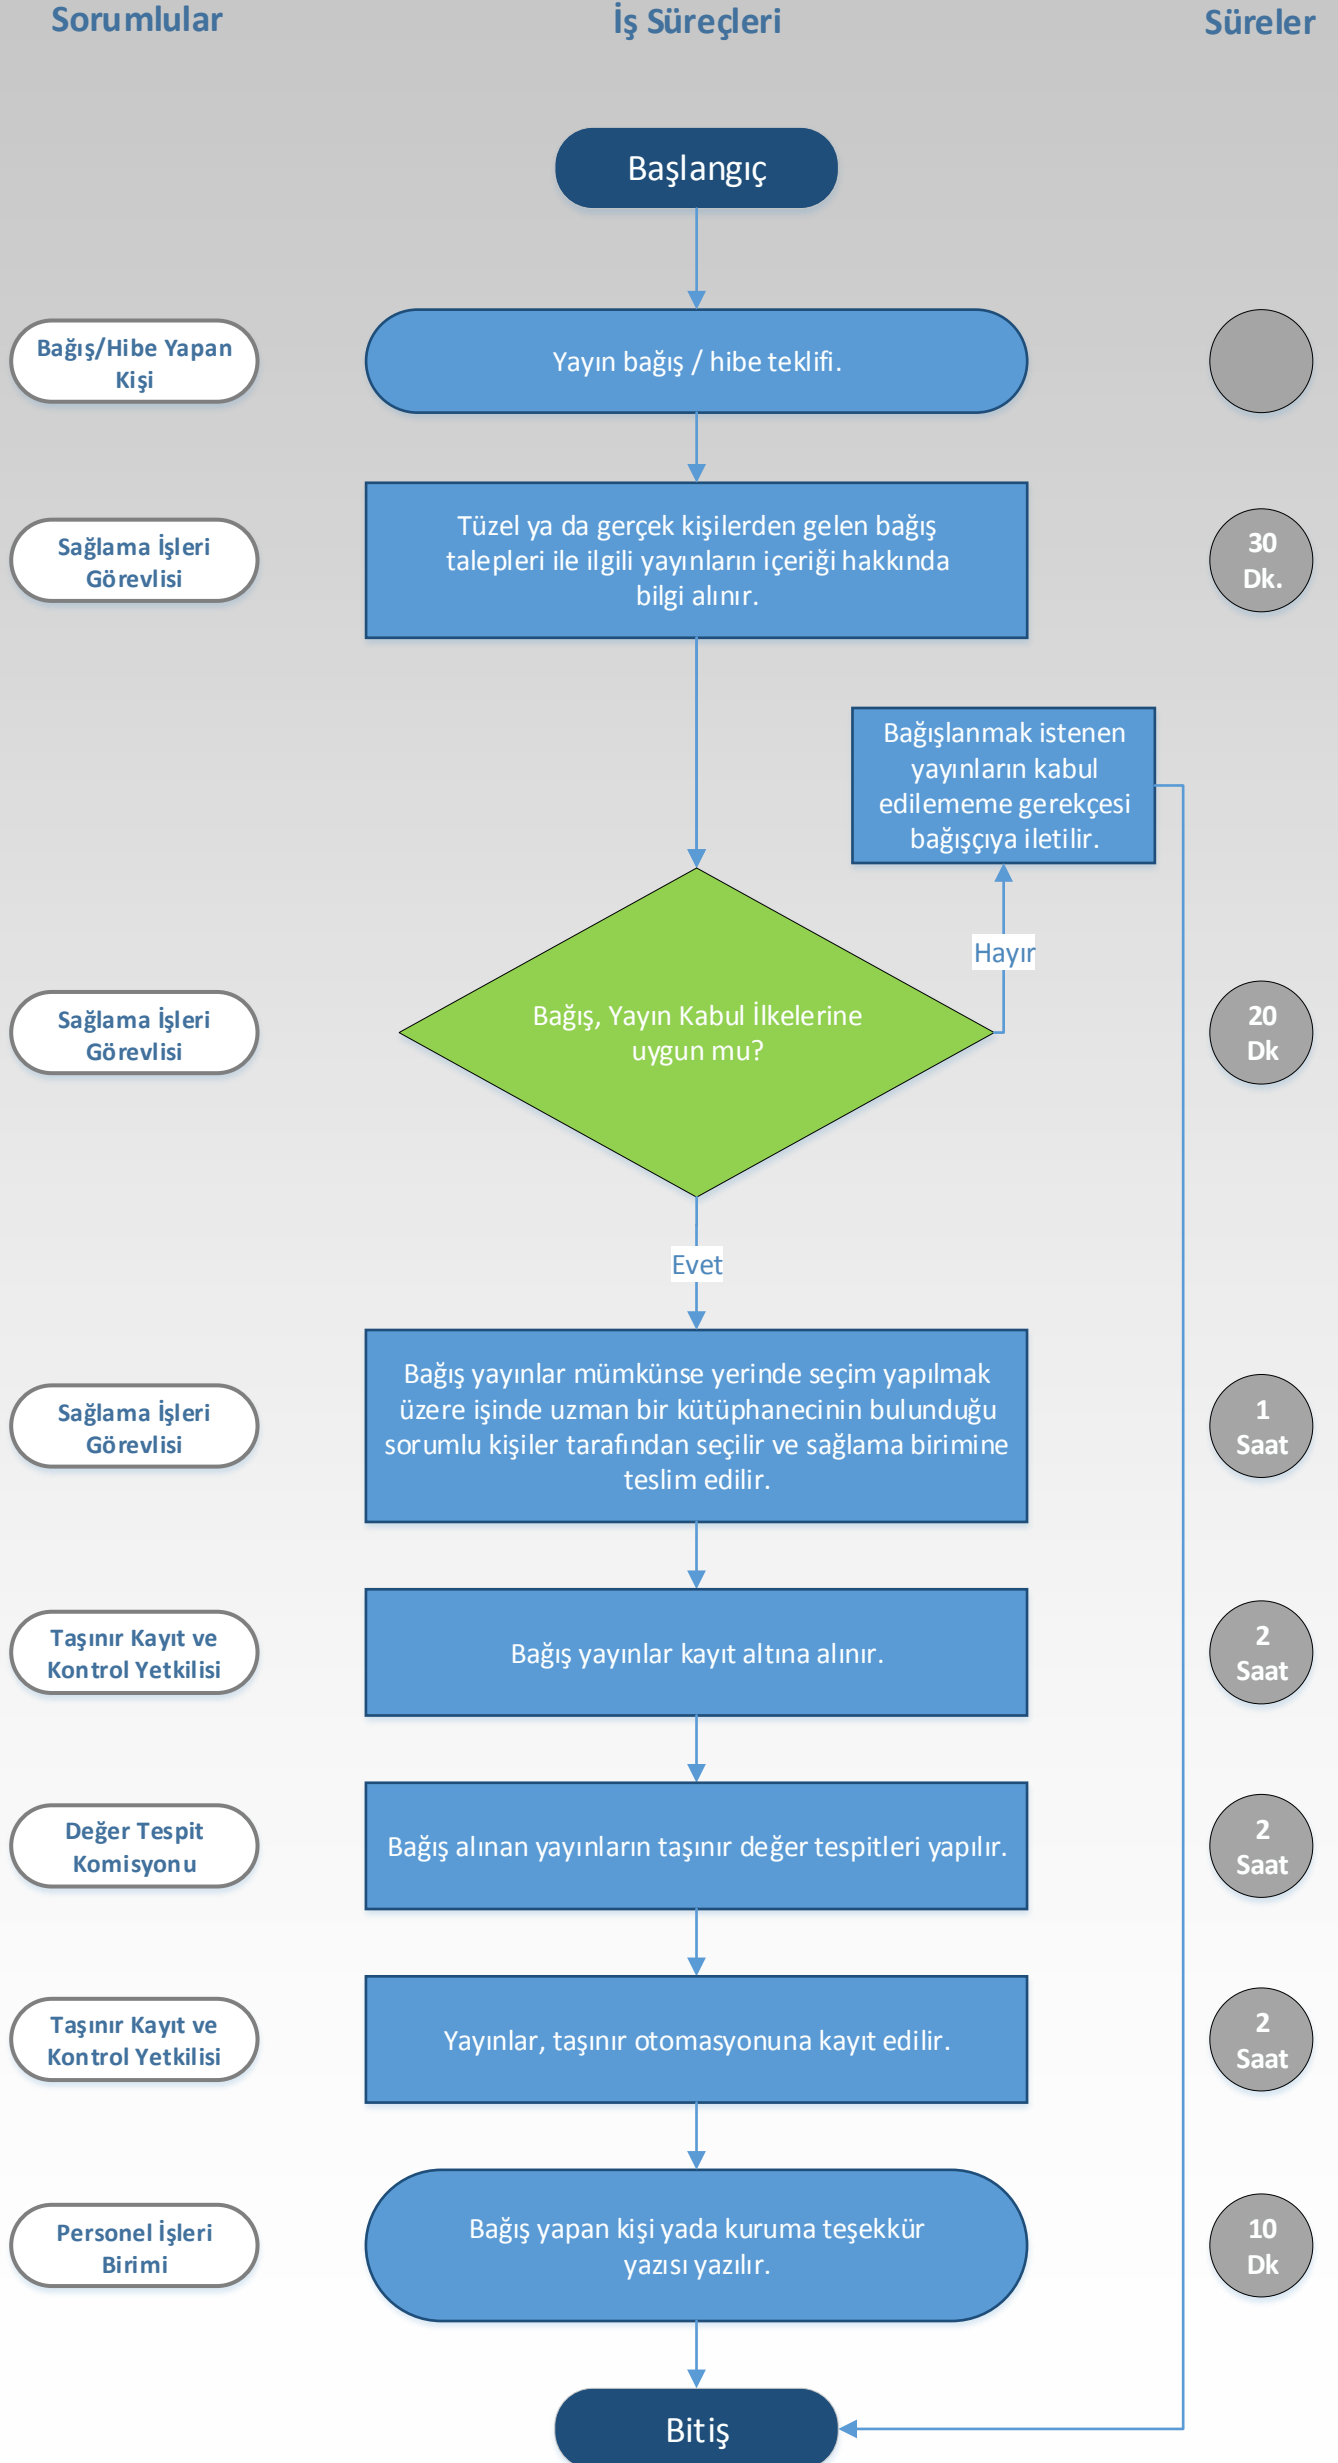 Sorumlular
İş Süreçleri
Süreler
Başlangıç
Bağış/Hibe Yapan
Kişi
Yayın bağış / hibe teklifi.
Sağlama İşleri
Görevlisi
Tüzel ya da gerçek kişilerden gelen bağış
talepleri ile ilgili yayınların içeriği hakkında
bilgi alınır.
30
Dk.
Bağışlanmak istenen
yayınların kabul
edilememe gerekçesi
bağışçıya iletilir.
Hayır
Sağlama İşleri
Görevlisi
Bağış, Yayın Kabul İlkelerine
uygun mu?
20
Dk
Evet
Sağlama İşleri
Görevlisi
Bağış yayınlar mümkünse yerinde seçim yapılmak
üzere işinde uzman bir kütüphanecinin bulunduğu
sorumlu kişiler tarafından seçilir ve sağlama birimine
teslim edilir.
1
Saat
Taşınır Kayıt ve
Kontrol Yetkilisi
Bağış yayınlar kayıt altına alınır.
2
Saat
Değer Tespit
Komisyonu
Bağış alınan yayınların taşınır değer tespitleri yapılır.
2
Saat
Taşınır Kayıt ve
Kontrol Yetkilisi
Yayınlar, taşınır otomasyonuna kayıt edilir.
2
Saat
Personel İşleri
Birimi
Bağış yapan kişi yada kuruma teşekkür
yazısı yazılır.
10
Dk
Bitiş